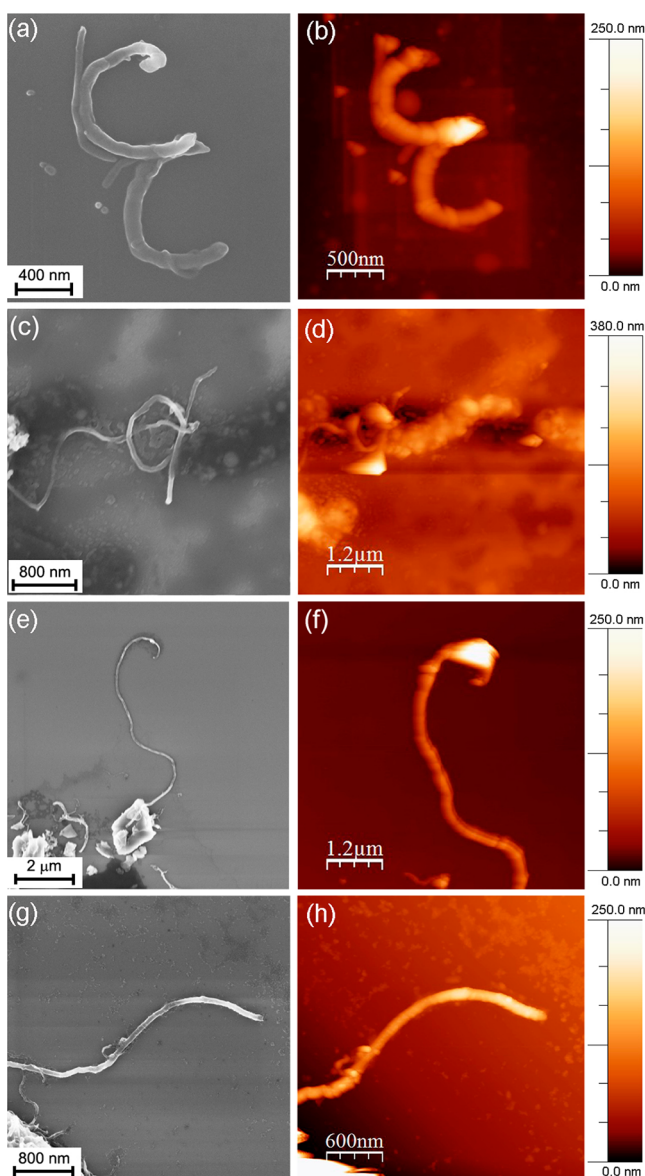 (a)
400 nm
(b)
500nm
250.0 nm
0.0 nm
(c)
800 nm
(d)
1.2μm
380.0 nm
0.0 nm
(e)
2 μm
(f)
1.2μm
250.0 nm
0.0 nm
(g)
800 nm
(h)
600nm
250.0 nm
0.0 nm